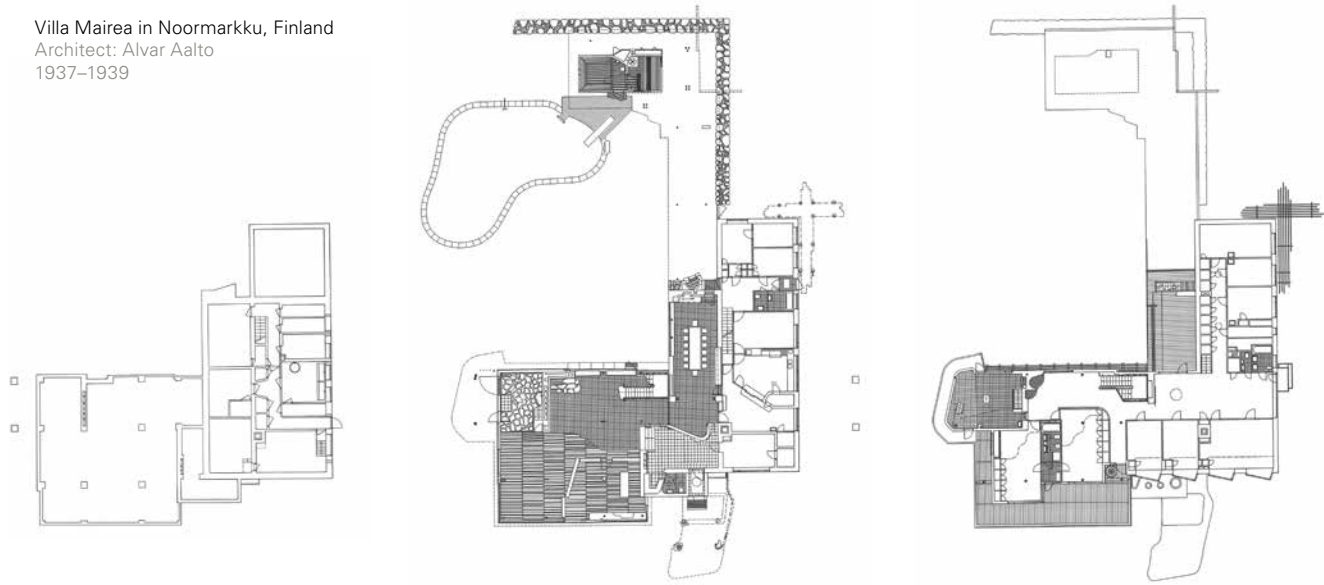 Villa Mairea in Noormarkku, Finland
Architect: Alvar Aalto
1937–1939